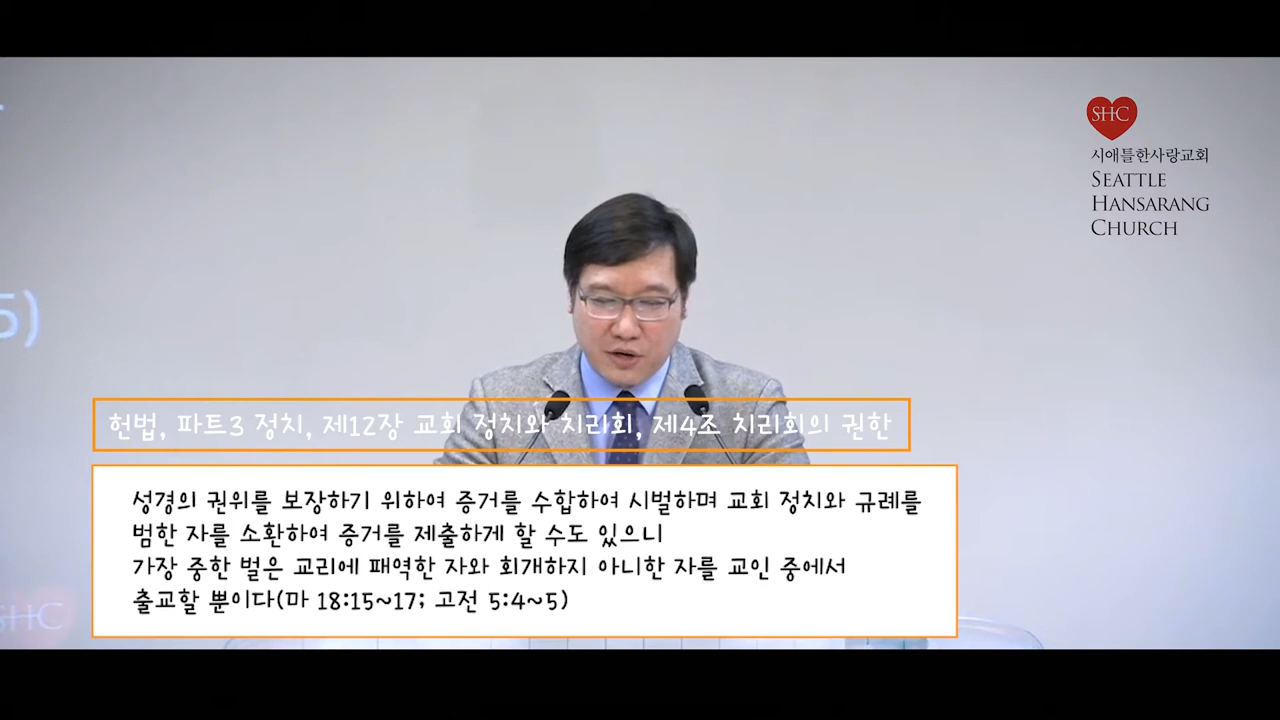 SHC
시애틀한사랑교회
SEATTLE
HANSARANG
CHURCH
5)
헌법, 파트3 정치, 제12장 교회 정치와 치리회, 제4조 치리회의 권한
성경의 권위를 보장하기 위하여 증거를 수합하여 시벌하며 교회 정치와 규례를
범한 자를 소환하여 증거를 제출하게 할 수도 있으니
가장 중한 벌은 교리에 패역한 자와 회개하지 아니한 자를 교인 중에서
출교할 뿐이다(마 18:15~17; 고전 5:4~5)
SHC